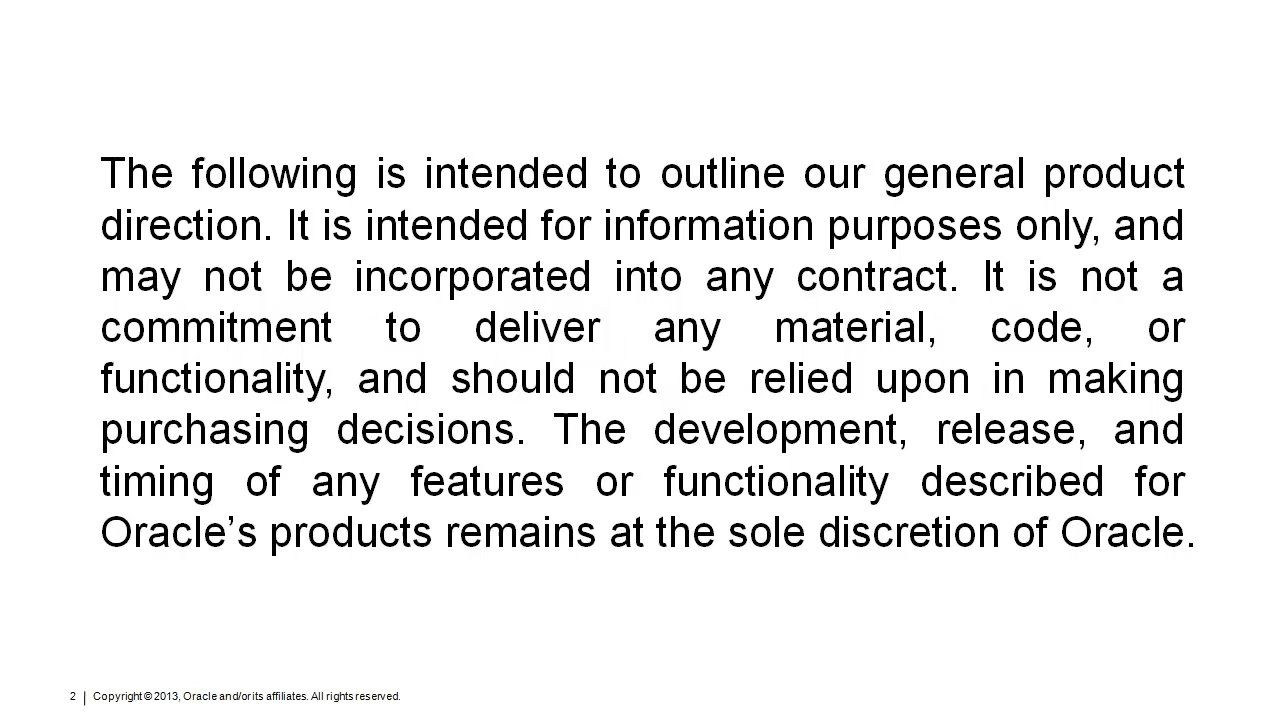 The following is intended to outline our general product
direction. It is intended for information purposes only, and
may not be incorporated into any contract. It is not a
commitment to deliver any material, code, or
functionality, and should not be relied upon in making
purchasing decisions. The development, release, and
timing of any features or functionality described for
Oracle’s products remains at the sole discretion of Oracle.
2 Copyright © 2013, Oracle and/or its affiliates. All rights reserved.